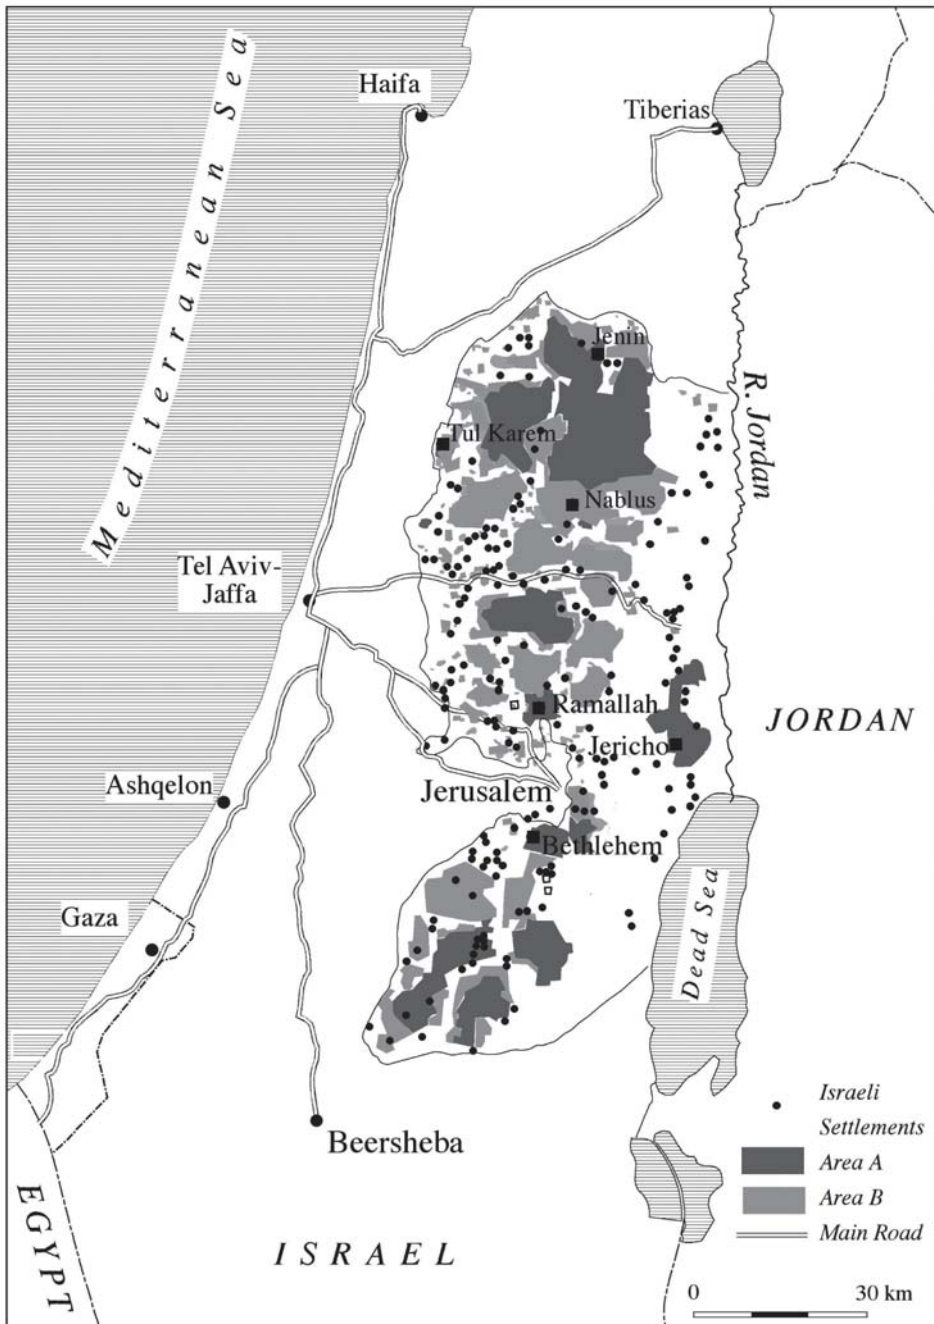 Haifa
Tiberias
Mediterranean Sea
Jenin
R. Jordan
Tul Karem
Nablus
Tel Aviv-
Jaffa
Ramallah
JORDAN
Jericho
Ashqelon
Jerusalem
Bethlehem
Gaza
Dead Sea
Beersheba
Israeli
Settlements
Area A
Area B
Main Road
EGYPT
ISRAEL
0 30 km